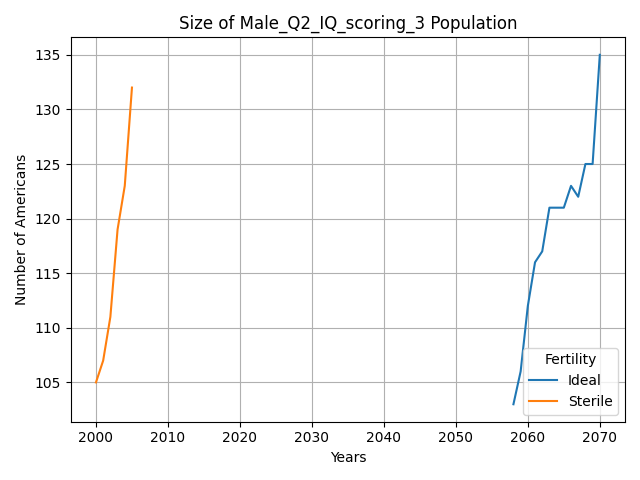 Size of Male_Q2_IQ_scoring_3 Population
Number of Americans
135
130
125
120
115
110
105
2000 2010 2020 2030 2040 2050 2060 2070
Years
Fertility
Ideal
Sterile